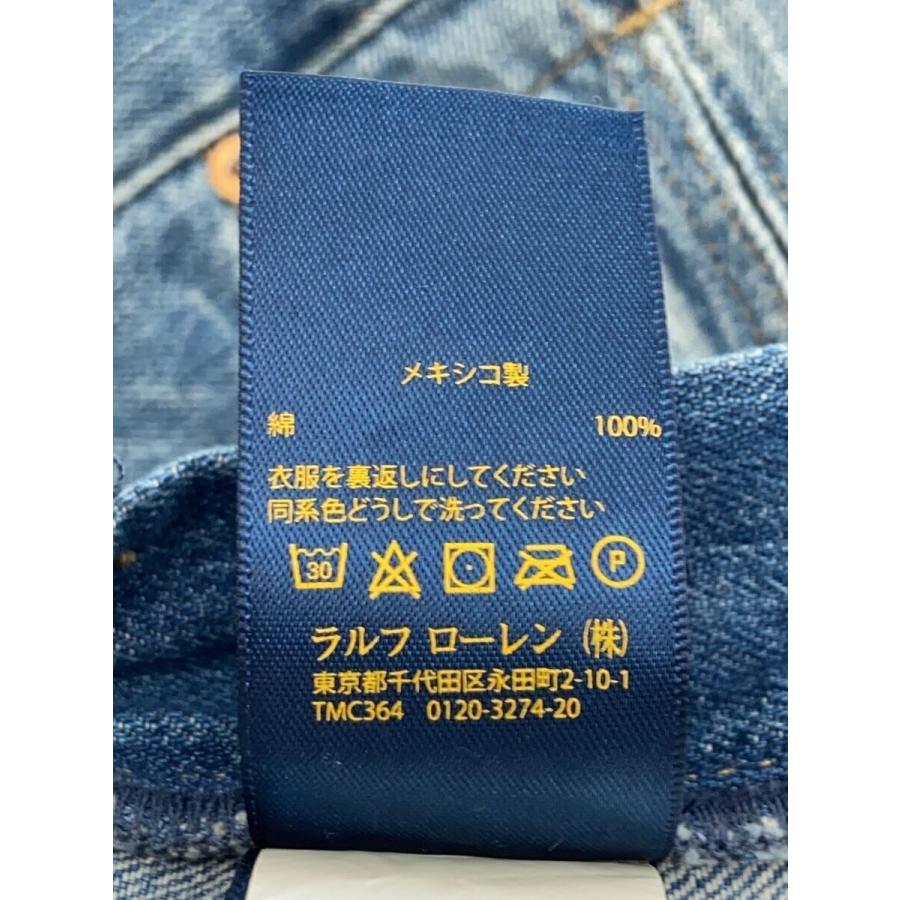 メキシコ製
綿 100%
衣服を裏返しにしてください
同系色どうしで洗ってください
30 P
ラルフ ローレン (株)
東京都千代田区永田町2-10-1
TMC364 0120-3274-20